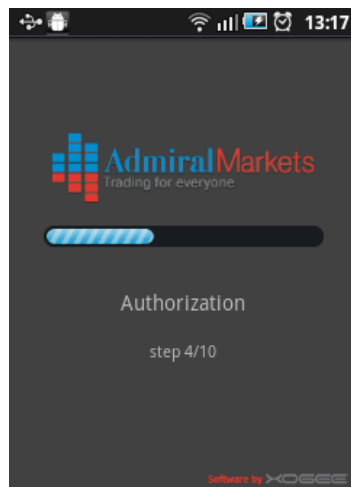 13:17
AdmiralMarkets
Trading for everyone
Authorization
step 4/10
Software by XOGEE